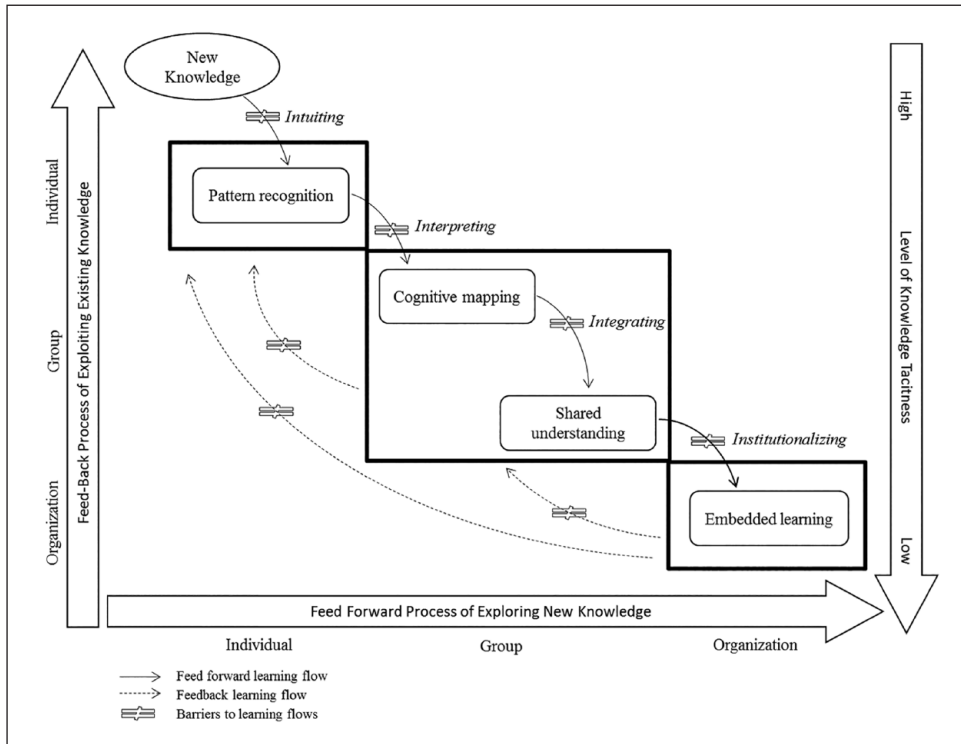 New
Knowledge
Intuiting
High
Individual
Pattern recognition
Interpreting
Cognitive mapping
Integrating
Group
Feed-Back Process of Exploiting Existing Knowledge
Level of Knowledge Tacitness
Shared
understanding
Institutionalizing
Organization
Embedded learning
Low
Feed Forward Process of Exploring New Knowledge
Individual
Group
Organization
Feed forward learning flow
Feedback learning flow
Barriers to learning flows